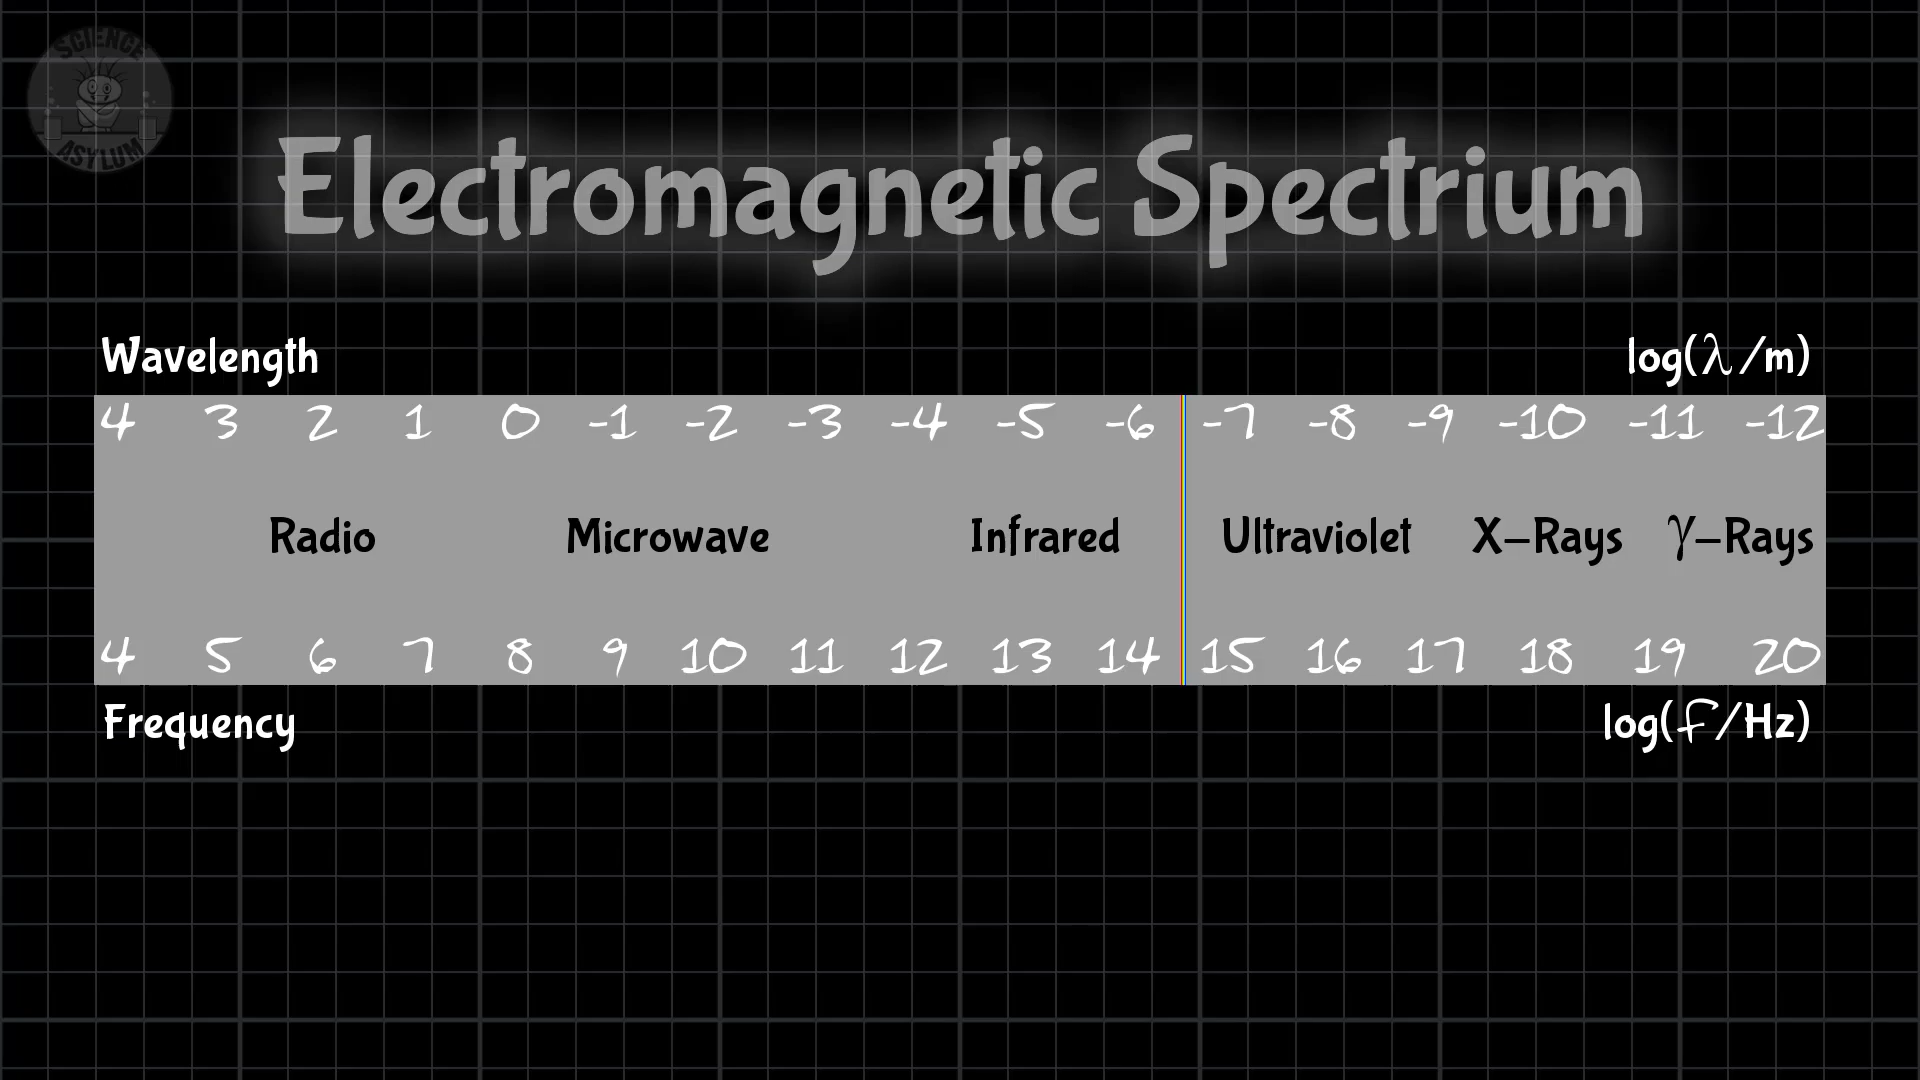 SCIENCE
ASYLUM
Electromagnetic Spectrium
Wavelength log(λ/m)
4 3 2 1 0 -1 -2 -3 -4 -5 -6 -7 -8 -9 -10 -11 -12
Radio Microwave Infrared Ultraviolet X-Rays γ-Rays
4 5 6 7 8 9 10 11 12 13 14 15 16 17 18 19 20
Frequency log(f/Hz)